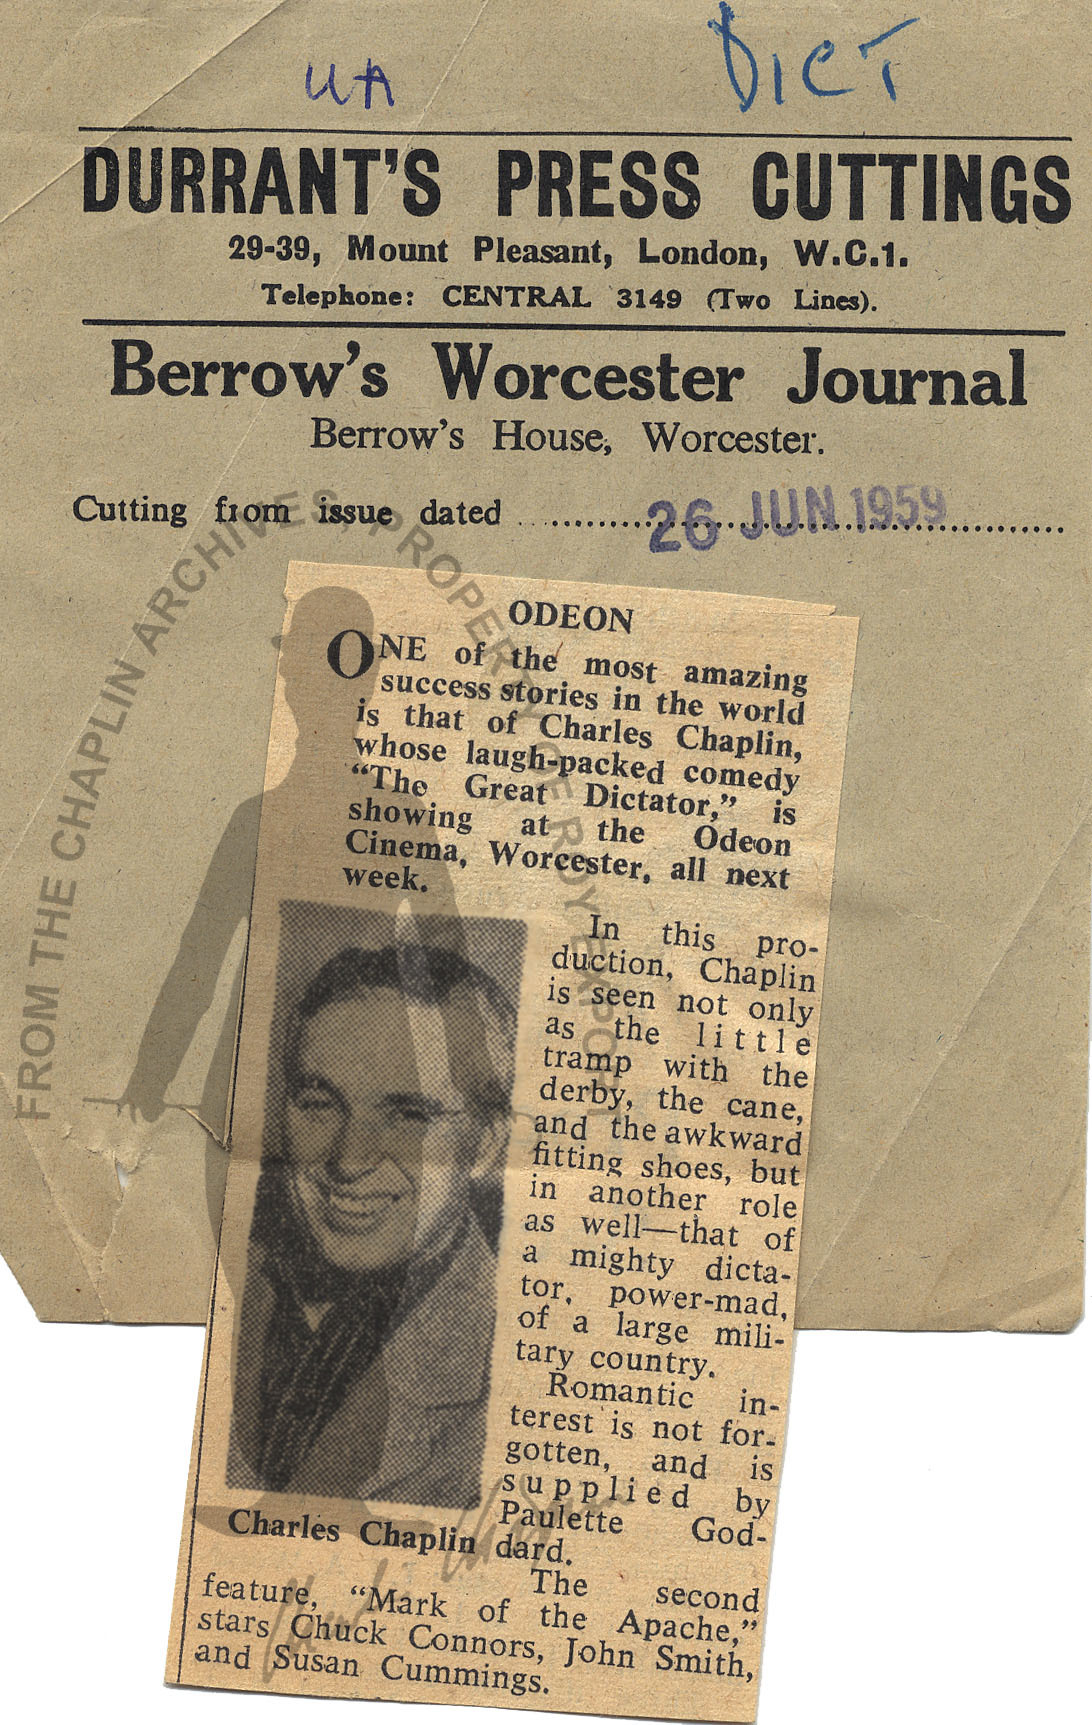 UA DICT
DURRANT'S PRESS CUTTINGS
29-39, Mount Pleasant, London, W.C.1.
Telephone: CENTRAL 3149 (Two Lines).
Berrow's Worcester Journal
Berrow's House, Worcester.
Cutting from issue dated 26 JUN 1959
FROM THE CHAPLIN ARCHIVES, PROPERTY OF ROY EXPORT
ODEON
ONE of the most amazing
success stories in the world
is that of Charles Chaplin,
whose laugh-packed comedy
“The Great Dictator,” is
showing at the Odeon
Cinema, Worcester, all next
week.
In this pro-
duction, Chaplin
is seen not only
as the little
tramp with the
derby, the cane,
and the awkward
fitting shoes, but
in another role
as well—that of
a mighty dicta-
tor, power-mad,
of a large mili-
tary country.
Romantic in-
terest is not for-
gotten, and is
supplied by
Paulette God-
dard.
Charles Chaplin
The second
feature, “Mark of the Apache,”
stars Chuck Connors, John Smith,
and Susan Cummings.